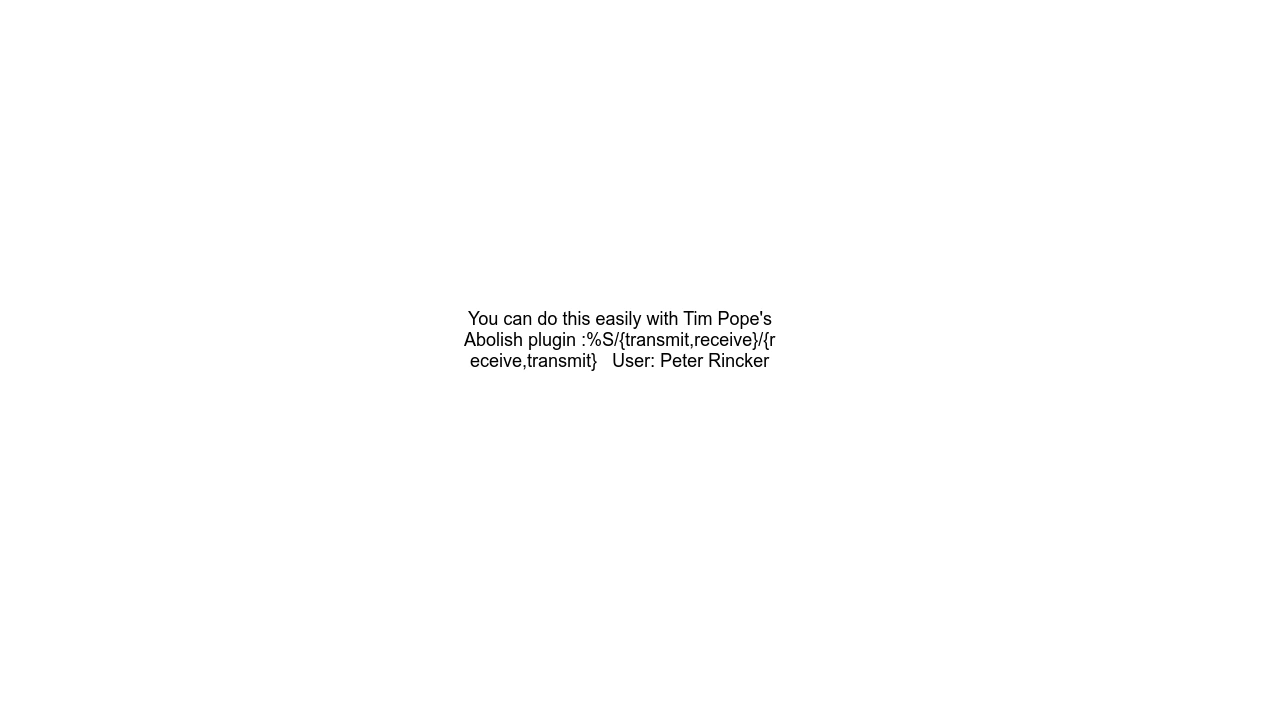 You can do this easily with Tim Pope's
Abolish plugin :%S/{transmit,receive}/{r
eceive,transmit}   User: Peter Rincker